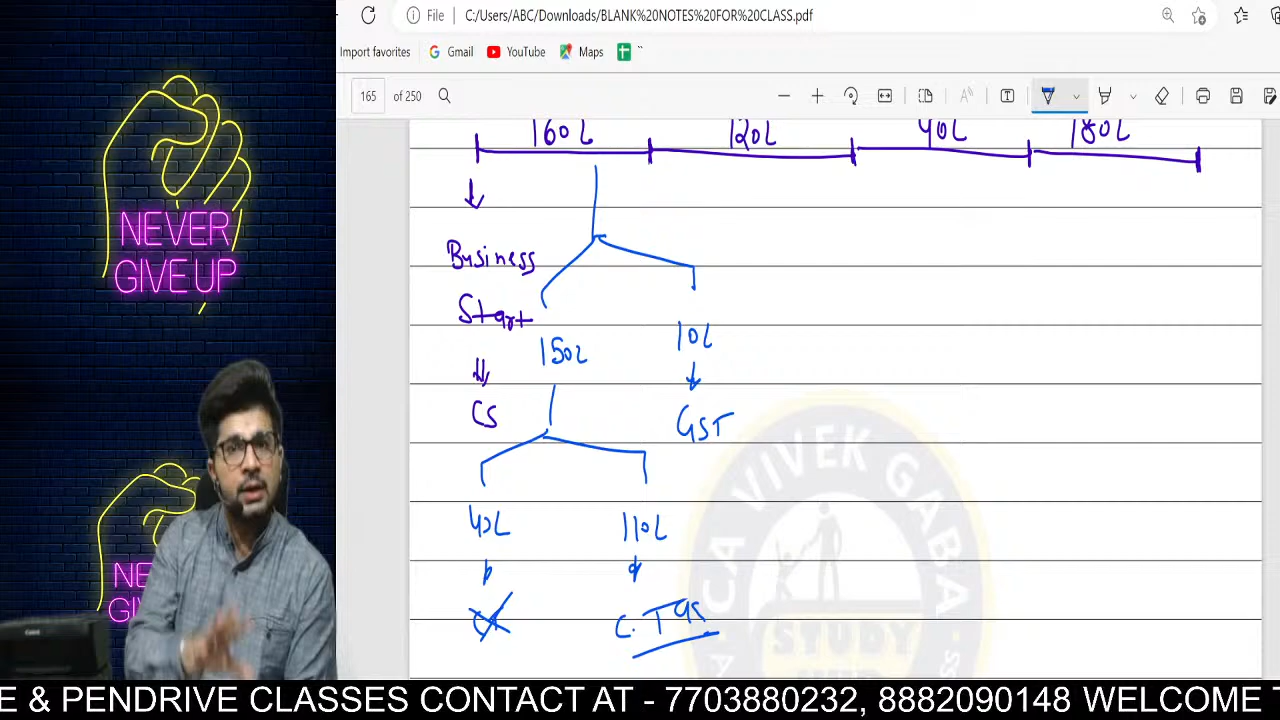 File C:/Users/ABC/Downloads/BLANK%20NOTES%20FOR%20CLASS.pdf
Import favorites Gmail YouTube Maps
165 of 250
160L 120L 40L 180L
Business
Start
150L 10L
CS GST
40L 110L
C. Tax
NEVER
GIVE UP
NE
GIV
E & PENDRIVE CLASSES CONTACT AT - 7703880232, 8882090148 WELCOME T